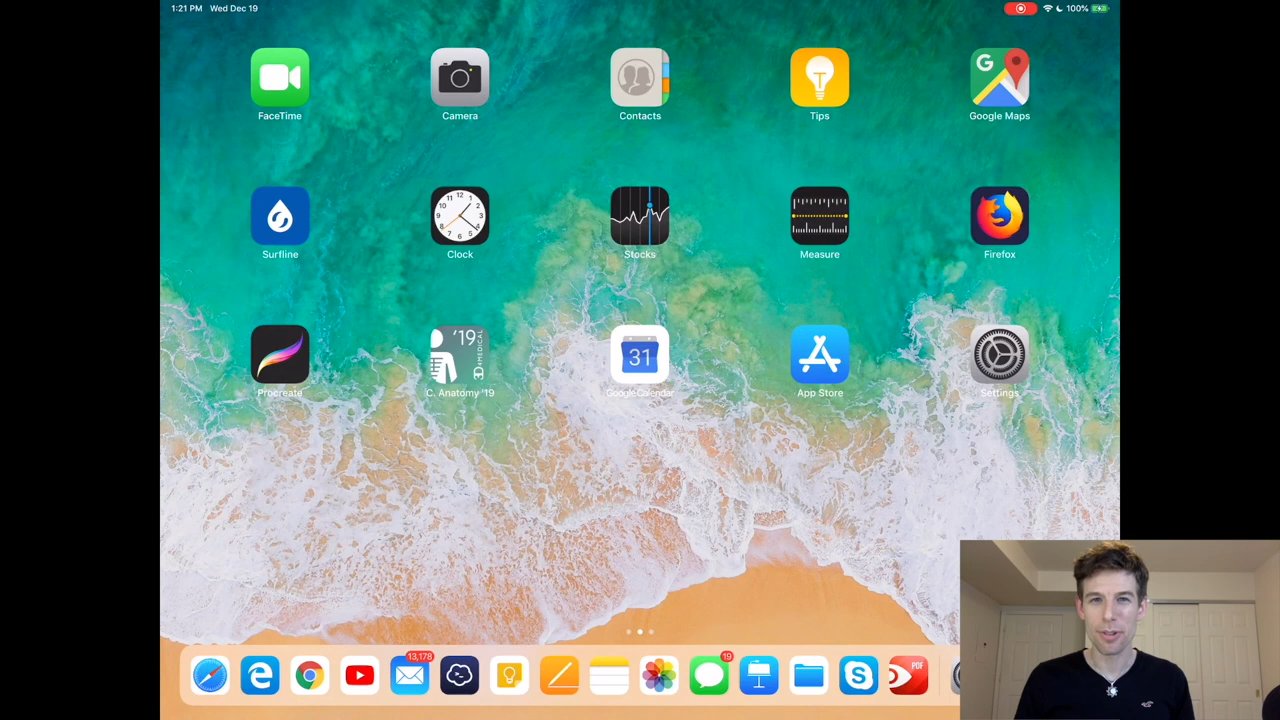 1:21 PM Wed Dec 19
100%
FaceTime
Camera
Contacts
Tips
G
Google Maps
Surfline
Clock
Stocks
Measure
Firefox
'19
3D4MEDICAL
31
Procreate
C. Anatomy '19
Google Calendar
App Store
Settings
13,178
19
PDF